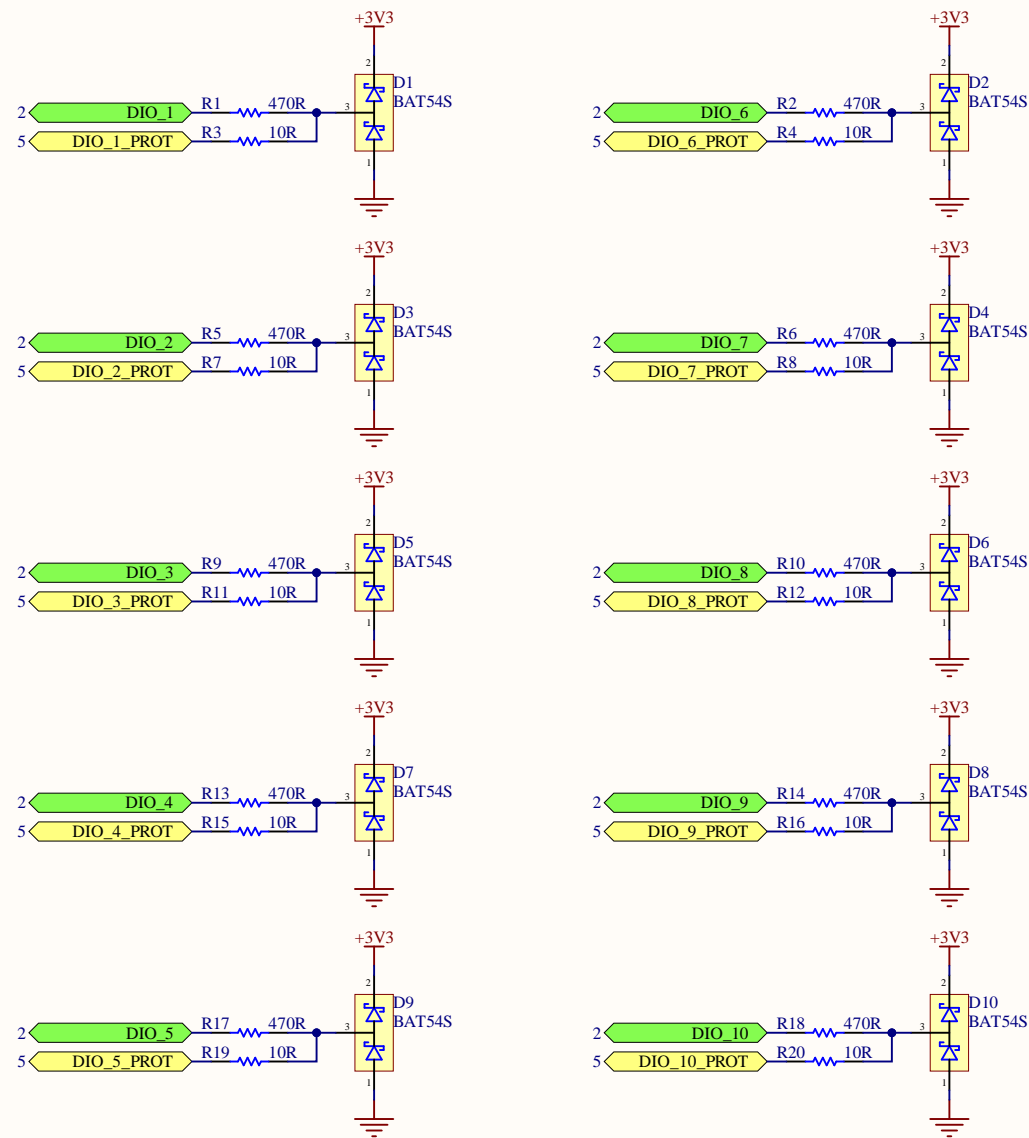 +3V3 +3V3
2 2
D1 D2
BAT54S BAT54S
2 DIO_1 R1 470R 3 2 DIO_6 R2 470R 3
5 DIO_1_PROT R3 10R 5 DIO_6_PROT R4 10R
1 1
+3V3 +3V3
2 2
D3 D4
BAT54S BAT54S
2 DIO_2 R5 470R 3 2 DIO_7 R6 470R 3
5 DIO_2_PROT R7 10R 5 DIO_7_PROT R8 10R
1 1
+3V3 +3V3
2 2
D5 D6
BAT54S BAT54S
2 DIO_3 R9 470R 3 2 DIO_8 R10 470R 3
5 DIO_3_PROT R11 10R 5 DIO_8_PROT R12 10R
1 1
+3V3 +3V3
2 2
D7 D8
BAT54S BAT54S
2 DIO_4 R13 470R 3 2 DIO_9 R14 470R 3
5 DIO_4_PROT R15 10R 5 DIO_9_PROT R16 10R
1 1
+3V3 +3V3
2 2
D9 D10
BAT54S BAT54S
2 DIO_5 R17 470R 3 2 DIO_10 R18 470R 3
5 DIO_5_PROT R19 10R 5 DIO_10_PROT R20 10R
1 1